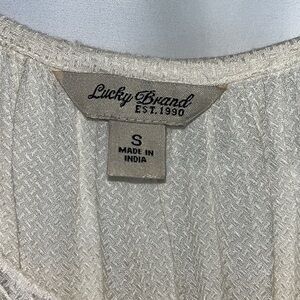 Lucky Brand
EST.1990
S
MADE IN
INDIA